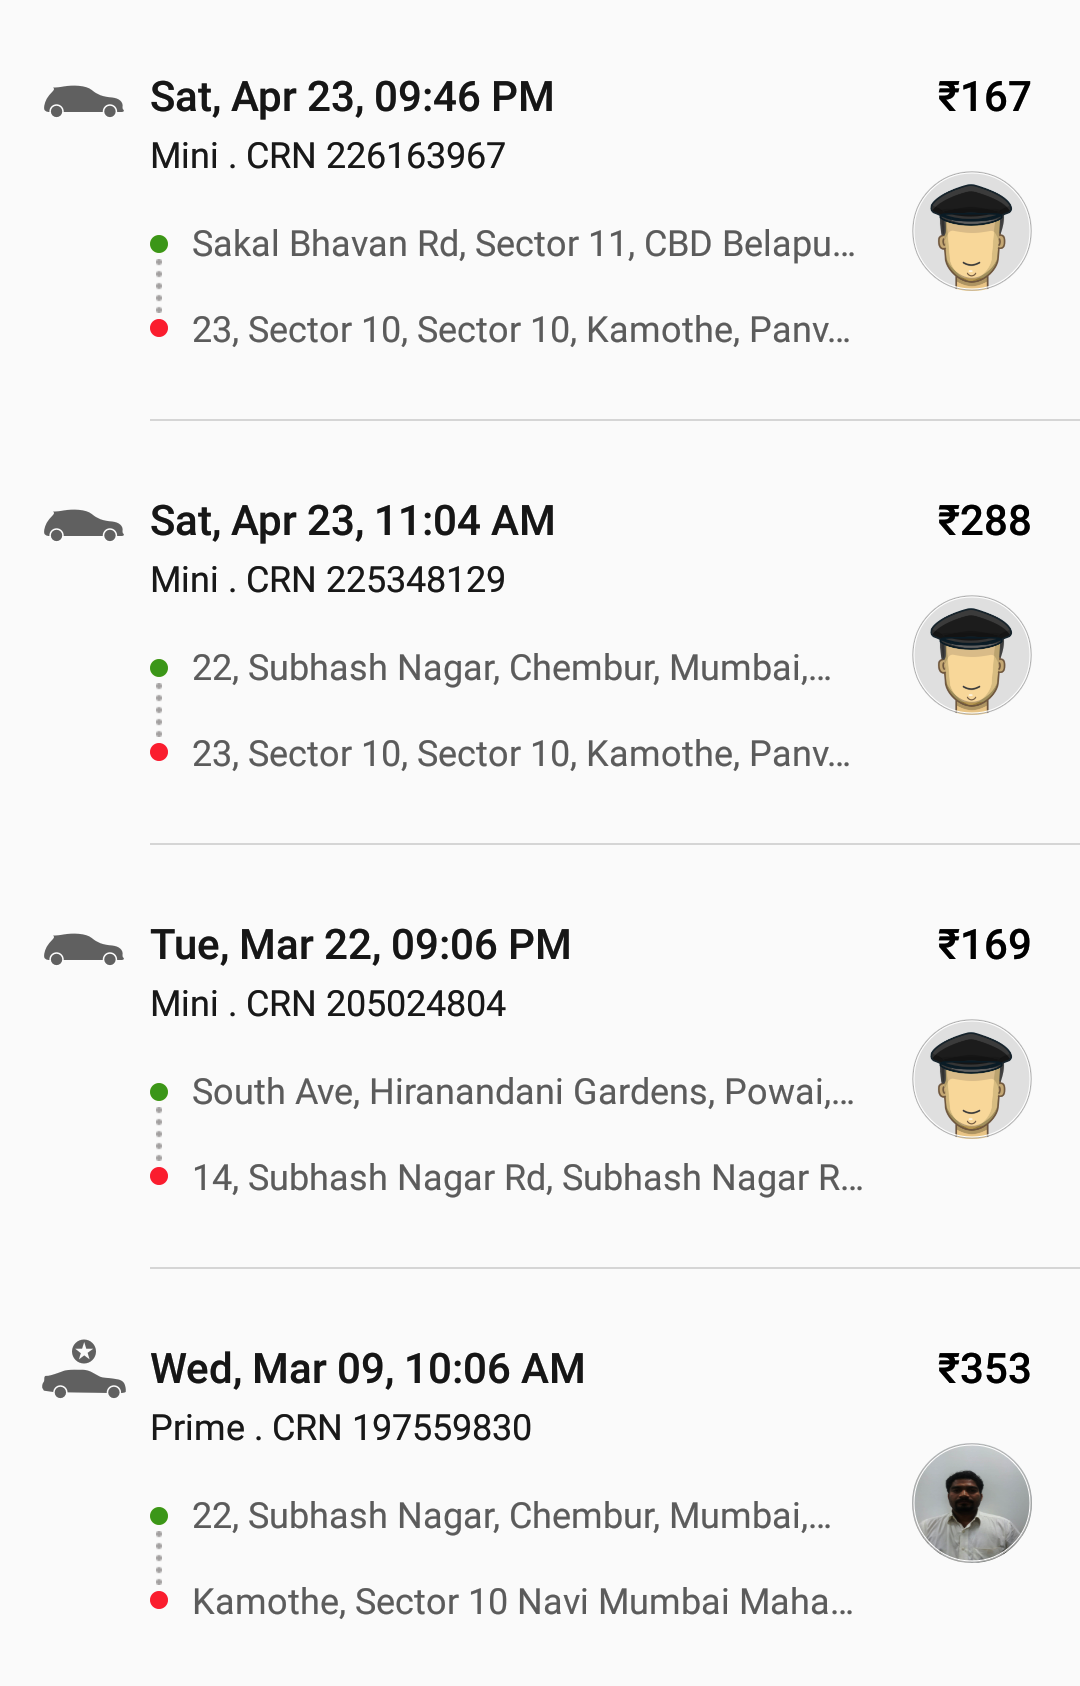 Sat, Apr 23, 09:46 PM ₹167
Mini . CRN 226163967
Sakal Bhavan Rd, Sector 11, CBD Belapu...
23, Sector 10, Sector 10, Kamothe, Panv...
Sat, Apr 23, 11:04 AM ₹288
Mini . CRN 225348129
22, Subhash Nagar, Chembur, Mumbai,...
23, Sector 10, Sector 10, Kamothe, Panv...
Tue, Mar 22, 09:06 PM ₹169
Mini . CRN 205024804
South Ave, Hiranandani Gardens, Powai,...
14, Subhash Nagar Rd, Subhash Nagar R...
Wed, Mar 09, 10:06 AM ₹353
Prime . CRN 197559830
22, Subhash Nagar, Chembur, Mumbai,...
Kamothe, Sector 10 Navi Mumbai Maha...